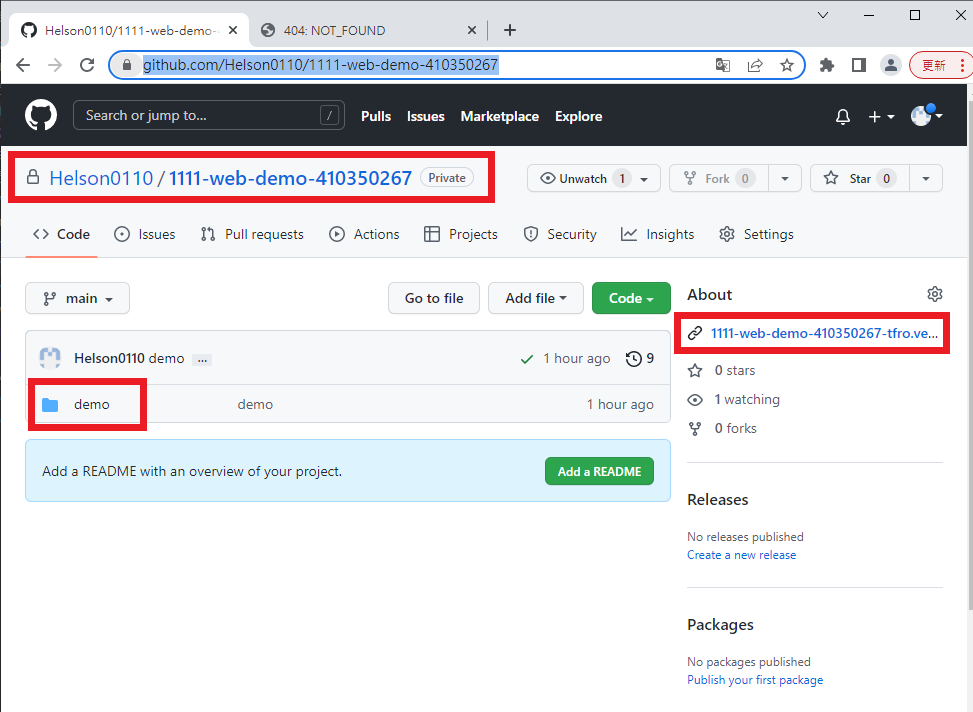 Helson0110/1111-web-demo-
404: NOT_FOUND
github.com/Helson0110/1111-web-demo-410350267
更新
Search or jump to...
/
Pulls
Issues
Marketplace
Explore
Helson0110 / 1111-web-demo-410350267
Private
Unwatch 1
Fork 0
Star 0
Code
Issues
Pull requests
Actions
Projects
Security
Insights
Settings
main
Go to file
Add file
Code
Helson0110 demo ...
1 hour ago
9
demo
demo
1 hour ago
Add a README with an overview of your project.
Add a README
About
1111-web-demo-410350267-tfro.ve...
0 stars
1 watching
0 forks
Releases
No releases published
Create a new release
Packages
No packages published
Publish your first package